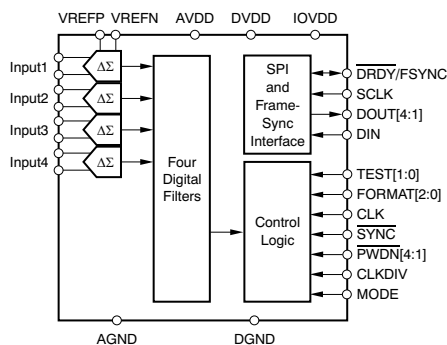 VREFP VREFN AVDD DVDD IOVDD
Input1
Input2
Input3
Input4
ΔΣ
ΔΣ
ΔΣ
ΔΣ
Four
Digital
Filters
SPI
and
Frame-
Sync
Interface
Control
Logic
DRDY/FSYNC
SCLK
DOUT[4:1]
DIN
TEST[1:0]
FORMAT[2:0]
CLK
SYNC
PWDN[4:1]
CLKDIV
MODE
AGND DGND